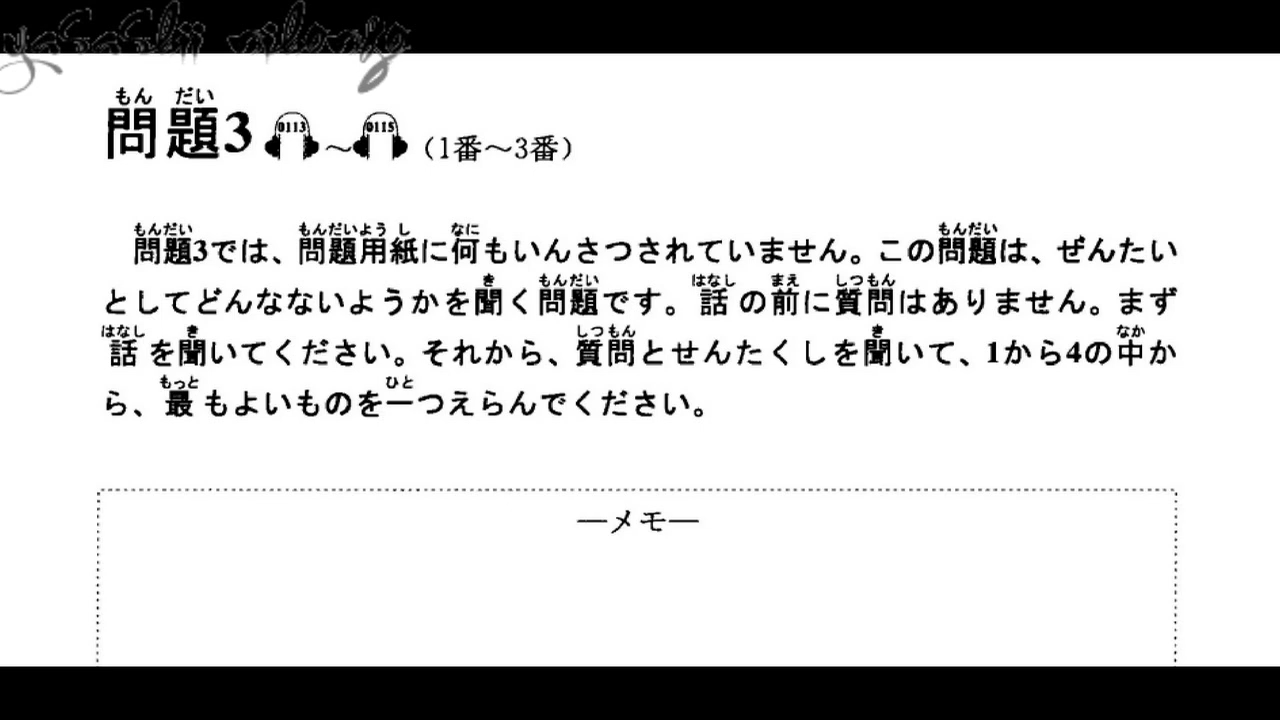 問題3 0113～0115（1番～3番）
問題3では、問題用紙に何もいんさつされていません。この問題は、ぜんたい
としてどんなないようかを聞く問題です。話の前に質問はありません。まず
話を聞いてください。それから、質問とせんたくしを聞いて、1から4の中か
ら、最もよいものを一つえらんでください。
―メモ―